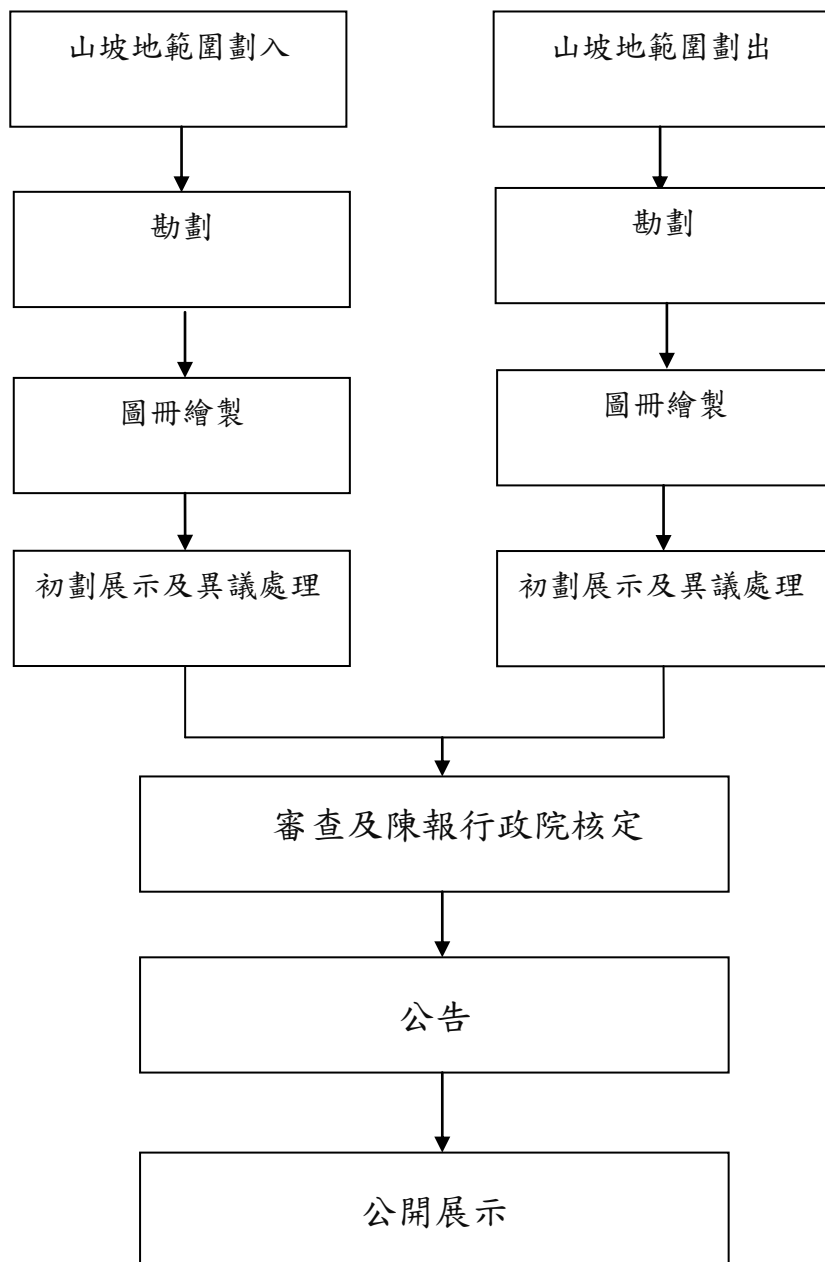 山坡地範圍劃入
山坡地範圍劃出
勘劃
勘劃
圖冊繪製
圖冊繪製
初劃展示及異議處理
初劃展示及異議處理
審查及陳報行政院核定
公告
公開展示